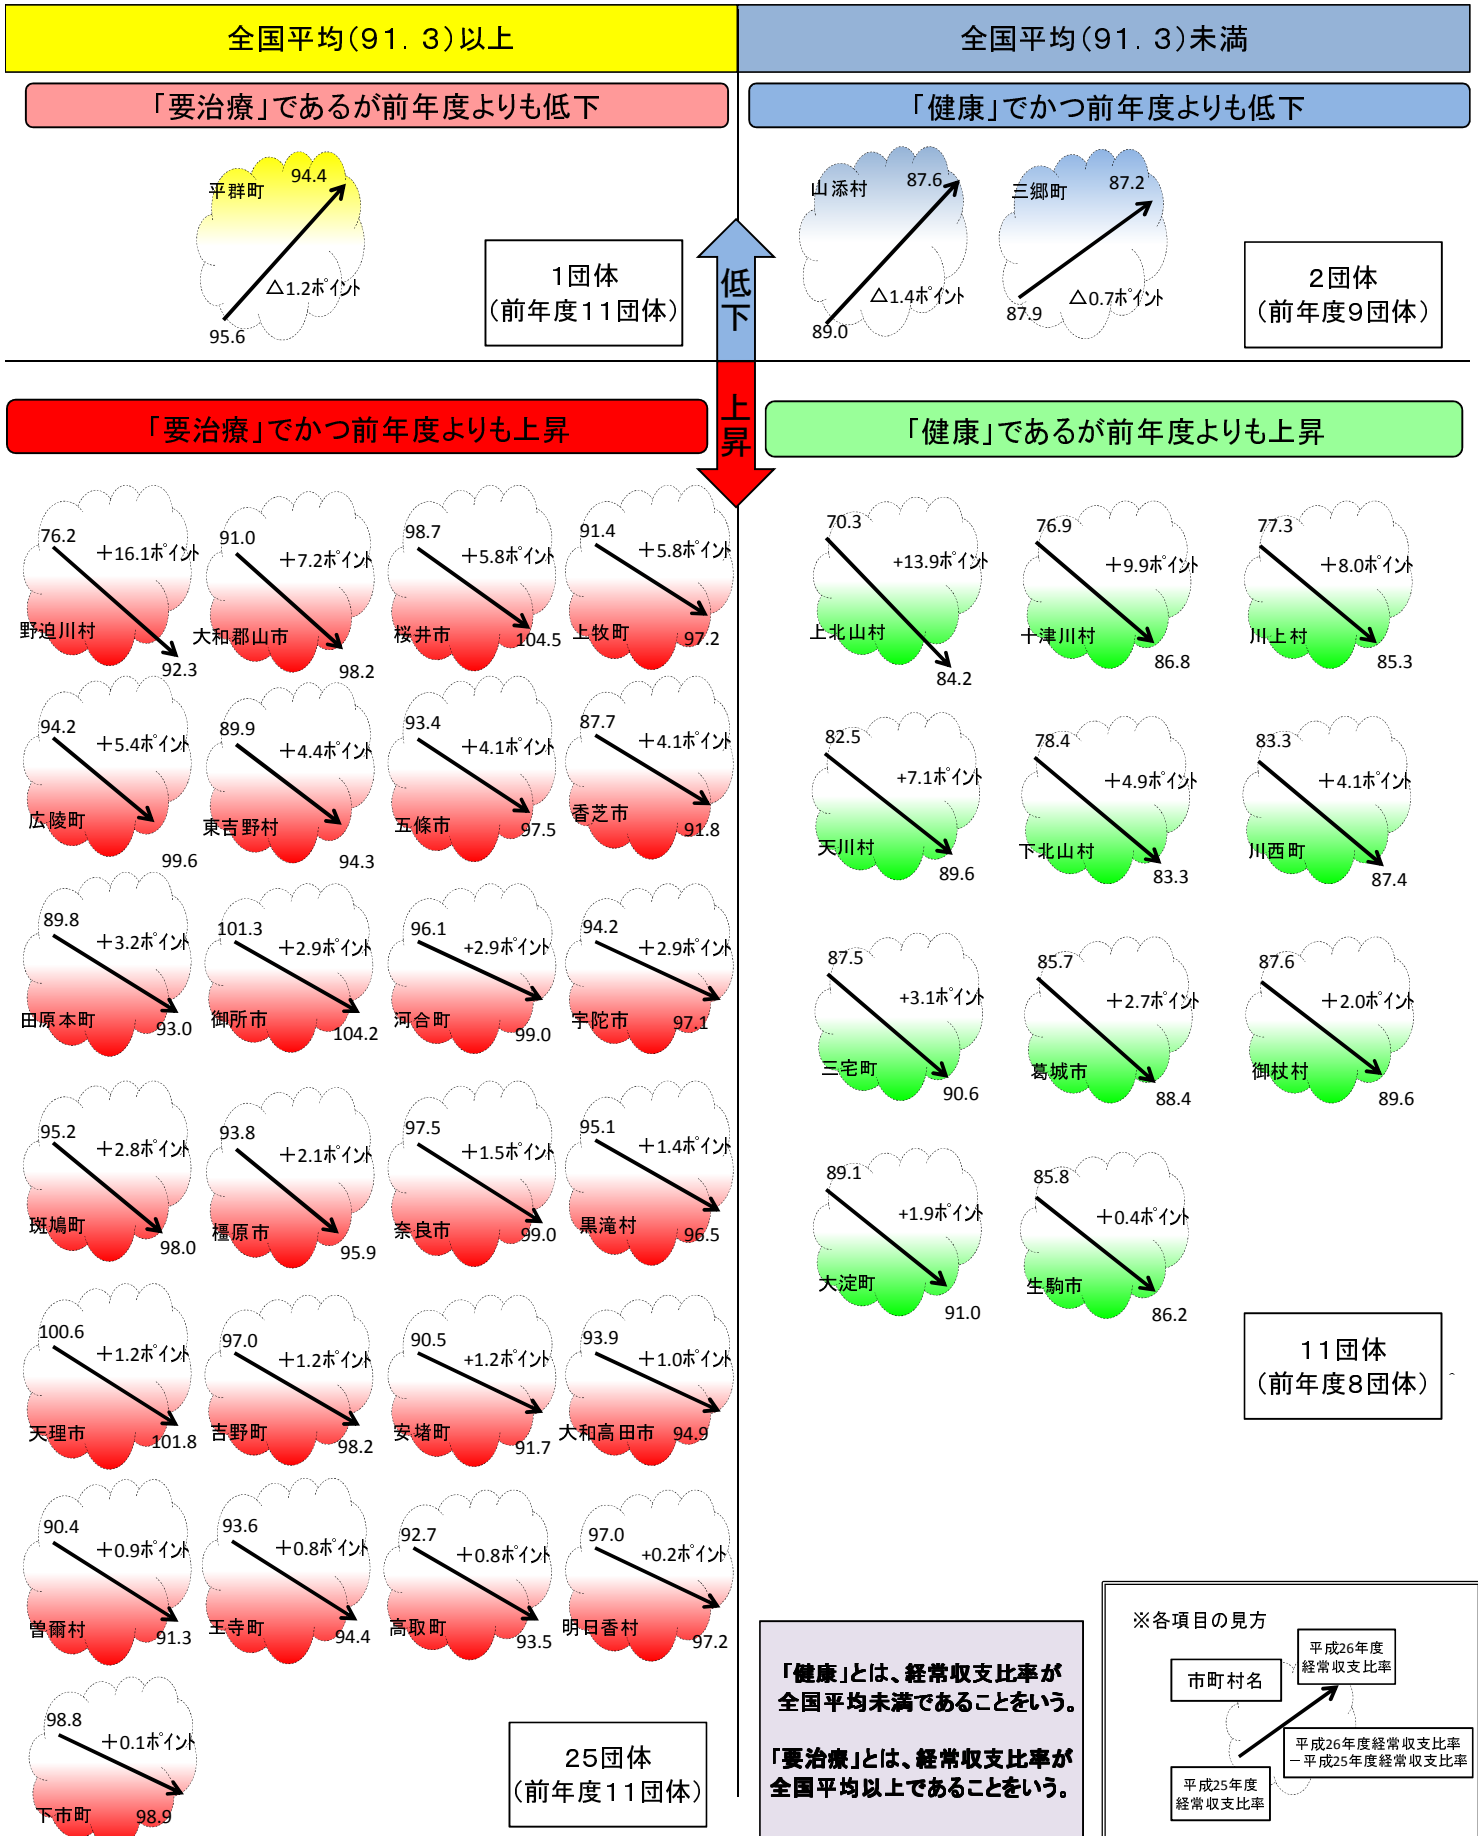 全国平均(91.3)以上
全国平均(91.3)未満
「要治療」であるが前年度よりも低下
「健康」でかつ前年度よりも低下
平群町
94.4
△1.2ポイント
95.6
1団体
(前年度11団体)
山添村
87.6
△1.4ポイント
89.0
三郷町
87.2
△0.7ポイント
87.9
2団体
(前年度9団体)
低下
上昇
「要治療」でかつ前年度よりも上昇
「健康」であるが前年度よりも上昇
76.2
+16.1ポイント
野迫川村
92.3
91.0
+7.2ポイント
大和郡山市
98.2
98.7
+5.8ポイント
桜井市
104.5
91.4
+5.8ポイント
上牧町
97.2
94.2
+5.4ポイント
広陵町
99.6
89.9
+4.4ポイント
東吉野村
94.3
93.4
+4.1ポイント
五條市
97.5
87.7
+4.1ポイント
香芝市
91.8
89.8
+3.2ポイント
田原本町
93.0
101.3
+2.9ポイント
御所市
104.2
96.1
+2.9ポイント
河合町
99.0
94.2
+2.9ポイント
宇陀市
97.1
95.2
+2.8ポイント
斑鳩町
98.0
93.8
+2.1ポイント
橿原市
95.9
97.5
+1.5ポイント
奈良市
99.0
95.1
+1.4ポイント
黒滝村
96.5
100.6
+1.2ポイント
天理市
101.8
97.0
+1.2ポイント
吉野町
98.2
90.5
+1.2ポイント
安堵町
91.7
93.9
+1.0ポイント
大和高田市
94.9
90.4
+0.9ポイント
曽爾村
91.3
93.6
+0.8ポイント
王寺町
94.4
92.7
+0.8ポイント
高取町
93.5
97.0
+0.2ポイント
明日香村
97.2
98.8
+0.1ポイント
下市町
98.9
25団体
(前年度11団体)
70.3
+13.9ポイント
上北山村
84.2
76.9
+9.9ポイント
十津川村
86.8
77.3
+8.0ポイント
川上村
85.3
82.5
+7.1ポイント
天川村
89.6
78.4
+4.9ポイント
下北山村
83.3
83.3
+4.1ポイント
川西町
87.4
87.5
+3.1ポイント
三宅町
90.6
85.7
+2.7ポイント
葛城市
88.4
87.6
+2.0ポイント
御杖村
89.6
89.1
+1.9ポイント
大淀町
91.0
85.8
+0.4ポイント
生駒市
86.2
11団体
(前年度8団体)
「健康」とは、経常収支比率が
全国平均未満であることをいう。
「要治療」とは、経常収支比率が
全国平均以上であることをいう。
※各項目の見方
平成26年度
経常収支比率
市町村名
平成26年度経常収支比率
－平成25年度経常収支比率
平成25年度
経常収支比率